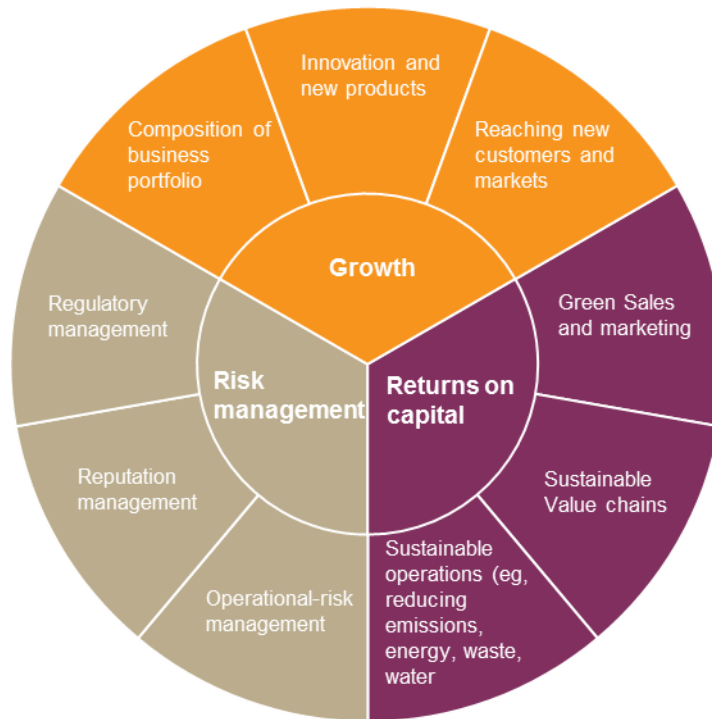 Innovation and
new products
Composition of
business
portfolio
Reaching new
customers and
markets
Growth
Regulatory
management
Green Sales
and marketing
Risk
management
Returns on
capital
Reputation
management
Sustainable
Value chains
Operational-risk
management
Sustainable
operations (eg,
reducing
emissions,
energy, waste,
water